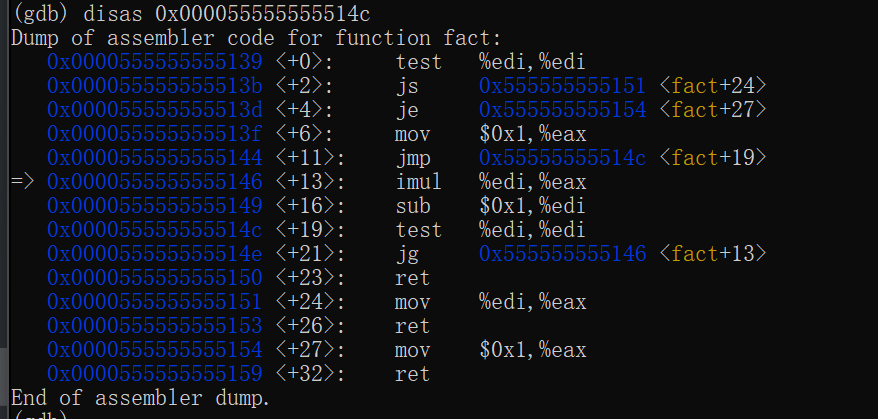 (gdb) disas 0x000055555555514c
Dump of assembler code for function fact:
   0x0000555555555139 <+0>:     test   %edi,%edi
   0x000055555555513b <+2>:     js     0x555555555151 <fact+24>
   0x000055555555513d <+4>:     je     0x555555555154 <fact+27>
   0x000055555555513f <+6>:     mov    $0x1,%eax
   0x0000555555555144 <+11>:    jmp    0x55555555514c <fact+19>
=> 0x0000555555555146 <+13>:    imul   %edi,%eax
   0x0000555555555149 <+16>:    sub    $0x1,%edi
   0x000055555555514c <+19>:    test   %edi,%edi
   0x000055555555514e <+21>:    jg     0x555555555146 <fact+13>
   0x0000555555555150 <+23>:    ret
   0x0000555555555151 <+24>:    mov    %edi,%eax
   0x0000555555555153 <+26>:    ret
   0x0000555555555154 <+27>:    mov    $0x1,%eax
   0x0000555555555159 <+32>:    ret
End of assembler dump.
(gdb)